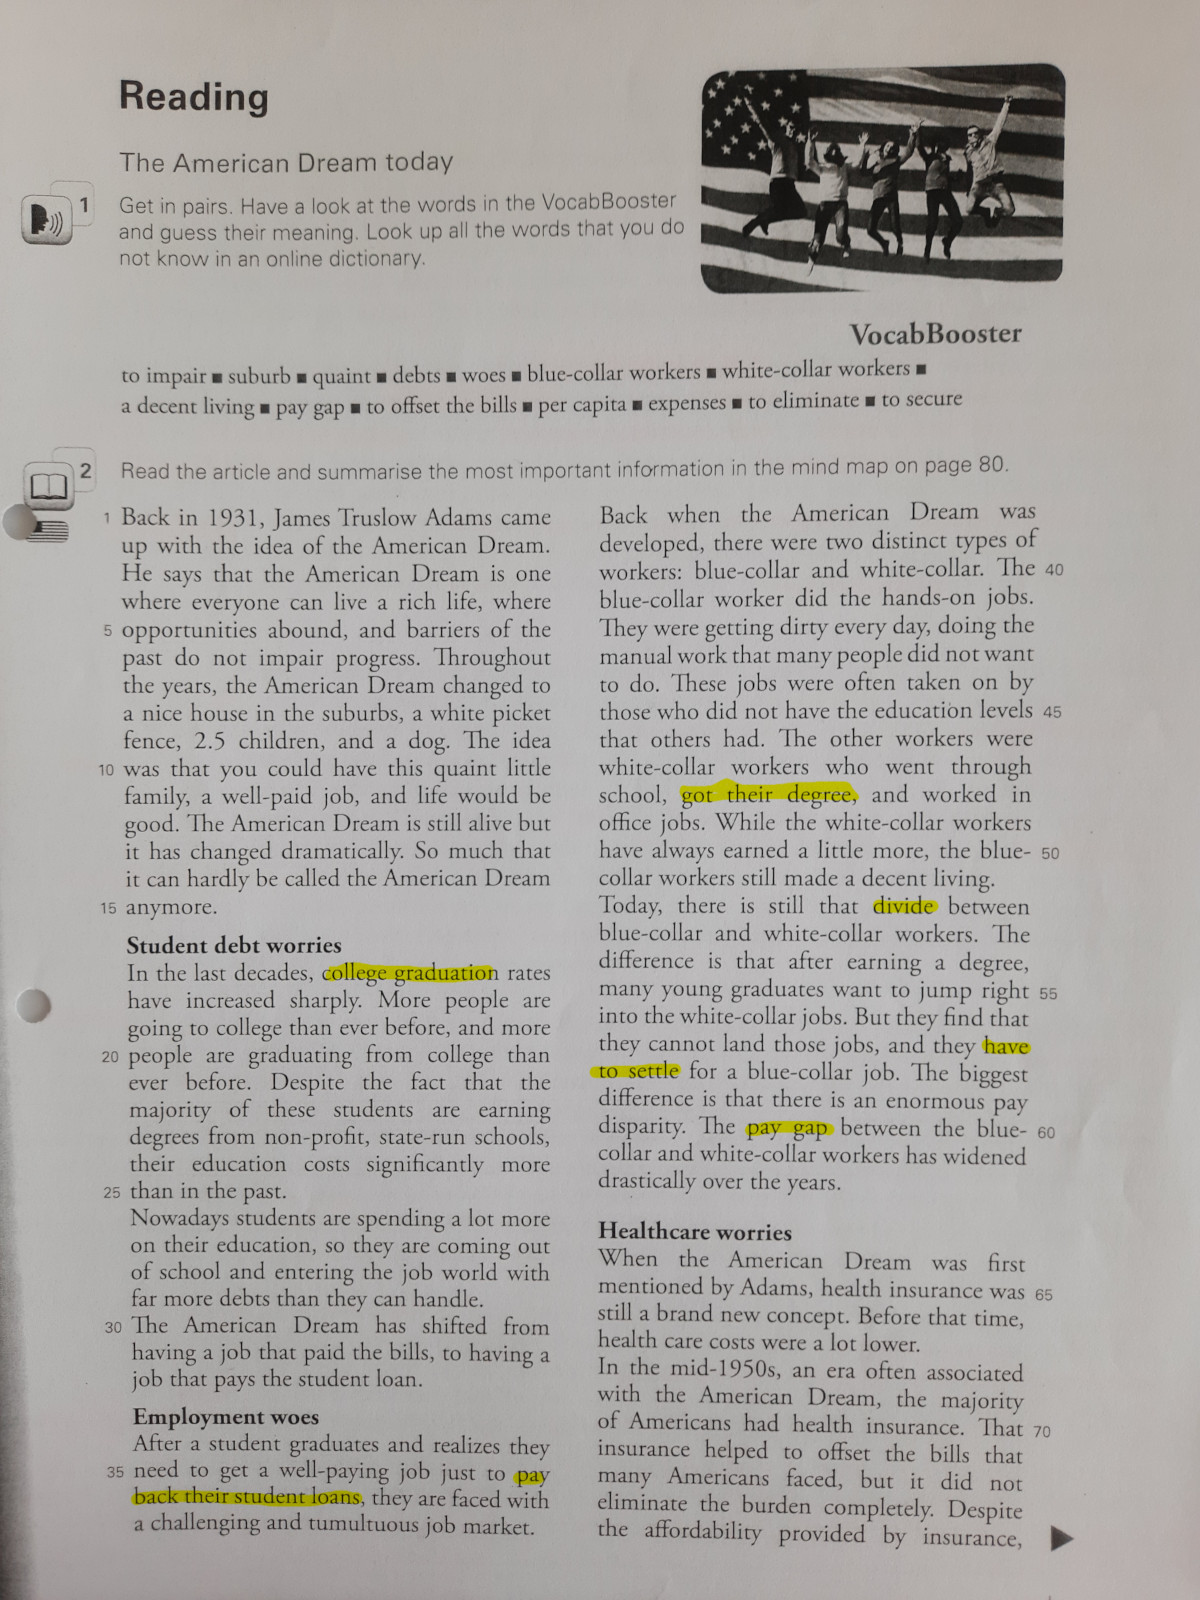 Reading
The American Dream today
1
Get in pairs. Have a look at the words in the VocabBooster
and guess their meaning. Look up all the words that you do
not know in an online dictionary.
VocabBooster
to impair ■ suburb ■ quaint ■ debts ■ woes ■ blue-collar workers ■ white-collar workers ■
a decent living ■ pay gap ■ to offset the bills ■ per capita ■ expenses ■ to eliminate ■ to secure
2
Read the article and summarise the most important information in the mind map on page 80.
1 Back in 1931, James Truslow Adams came
up with the idea of the American Dream.
He says that the American Dream is one
where everyone can live a rich life, where
5 opportunities abound, and barriers of the
past do not impair progress. Throughout
the years, the American Dream changed to
a nice house in the suburbs, a white picket
fence, 2.5 children, and a dog. The idea
10 was that you could have this quaint little
family, a well-paid job, and life would be
good. The American Dream is still alive but
it has changed dramatically. So much that
it can hardly be called the American Dream
15 anymore.
Student debt worries
In the last decades, college graduation rates
have increased sharply. More people are
going to college than ever before, and more
20 people are graduating from college than
ever before. Despite the fact that the
majority of these students are earning
degrees from non-profit, state-run schools,
their education costs significantly more
25 than in the past.
Nowadays students are spending a lot more
on their education, so they are coming out
of school and entering the job world with
far more debts than they can handle.
30 The American Dream has shifted from
having a job that paid the bills, to having a
job that pays the student loan.
Employment woes
After a student graduates and realizes they
35 need to get a well-paying job just to pay
back their student loans, they are faced with
a challenging and tumultuous job market.
Back when the American Dream was
developed, there were two distinct types of
workers: blue-collar and white-collar. The 40
blue-collar worker did the hands-on jobs.
They were getting dirty every day, doing the
manual work that many people did not want
to do. These jobs were often taken on by
those who did not have the education levels 45
that others had. The other workers were
white-collar workers who went through
school, got their degree, and worked in
office jobs. While the white-collar workers
have always earned a little more, the blue- 50
collar workers still made a decent living.
Today, there is still that divide between
blue-collar and white-collar workers. The
difference is that after earning a degree,
many young graduates want to jump right 55
into the white-collar jobs. But they find that
they cannot land those jobs, and they have
to settle for a blue-collar job. The biggest
difference is that there is an enormous pay
disparity. The pay gap between the blue- 60
collar and white-collar workers has widened
drastically over the years.
Healthcare worries
When the American Dream was first
mentioned by Adams, health insurance was 65
still a brand new concept. Before that time,
health care costs were a lot lower.
In the mid-1950s, an era often associated
with the American Dream, the majority
of Americans had health insurance. That 70
insurance helped to offset the bills that
many Americans faced, but it did not
eliminate the burden completely. Despite
the affordability provided by insurance,